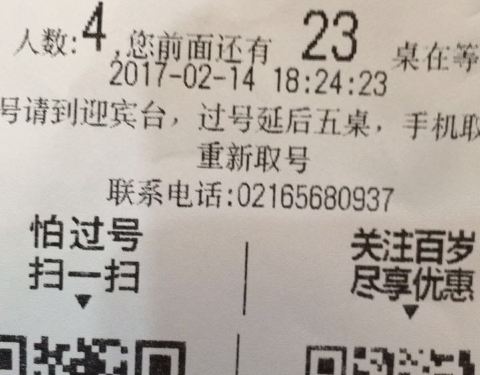 人数:4,您前面还有 23 桌在等
2017-02-14 18:24:23
号请到迎宾台，过号延后五桌，手机取
重新取号
联系电话:02165680937
怕过号
扫一扫
关注百岁
尽享优惠